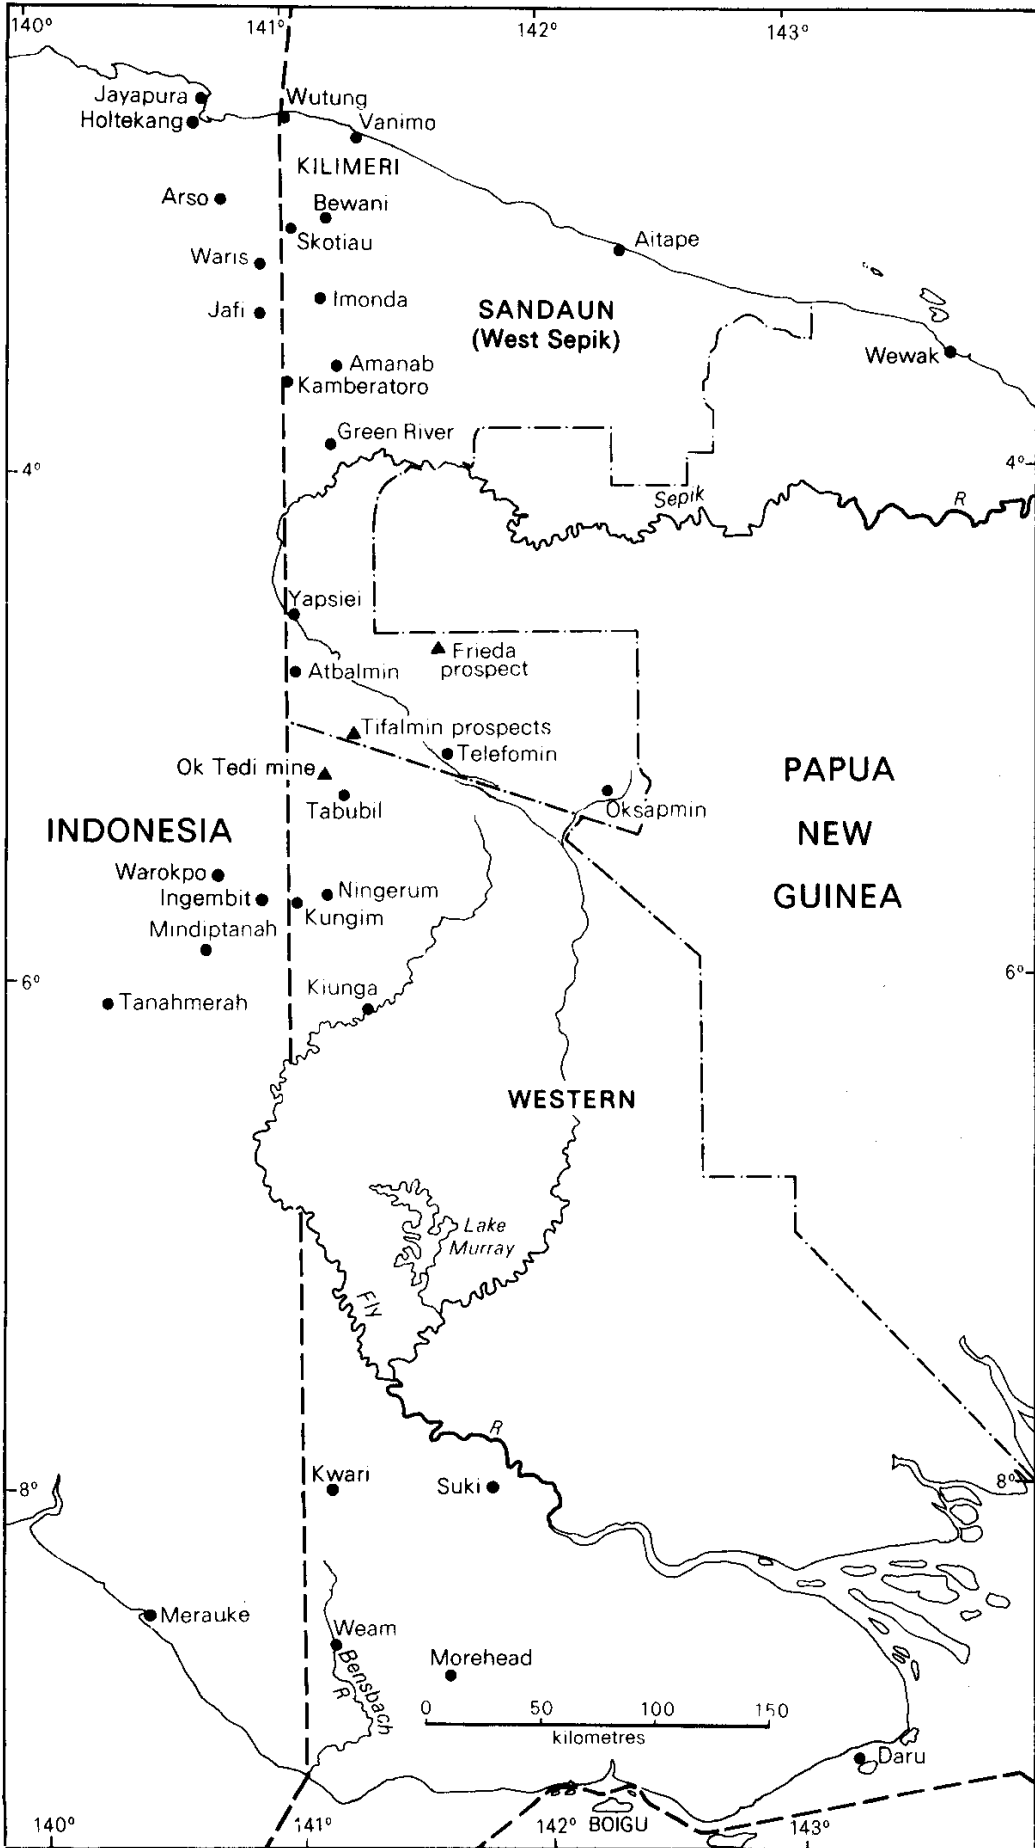 140°
141°
142°
143°
Jayapura
Wutung
Holtekang
Vanimo
KILIMERI
Arso
Bewani
Skotiau
Aitape
Waris
Jafi
Imonda
SANDAUN
(West Sepik)
Wewak
Amanab
Kamberatoro
Green River
4°
4°
Sepik
R
Yapsiei
Frieda
prospect
Atbalmin
Tifalmin prospects
Telefomin
Ok Tedi mine
Tabubil
Oksapmin
PAPUA
NEW
GUINEA
INDONESIA
Warokpo
Ingembit
Ningerum
Kungim
Mindiptanah
6°
6°
Tanahmerah
Kiunga
WESTERN
Lake
Murray
Fly
R
Kwari
Suki
8°
8°
Merauke
Weam
Bensbach
R
Morehead
0 50 100 150
kilometres
Daru
BOIGU
140°
141°
142°
143°